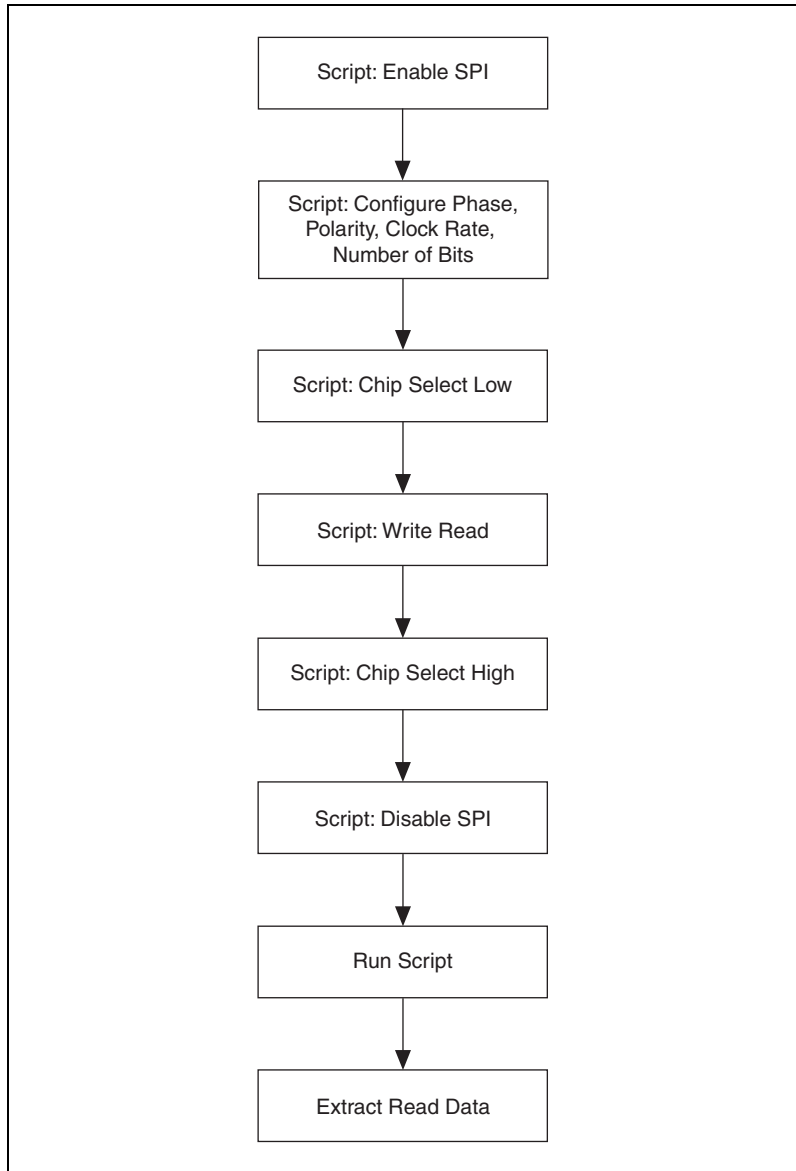 Script: Enable SPI
Script: Configure Phase,
Polarity, Clock Rate,
Number of Bits
Script: Chip Select Low
Script: Write Read
Script: Chip Select High
Script: Disable SPI
Run Script
Extract Read Data